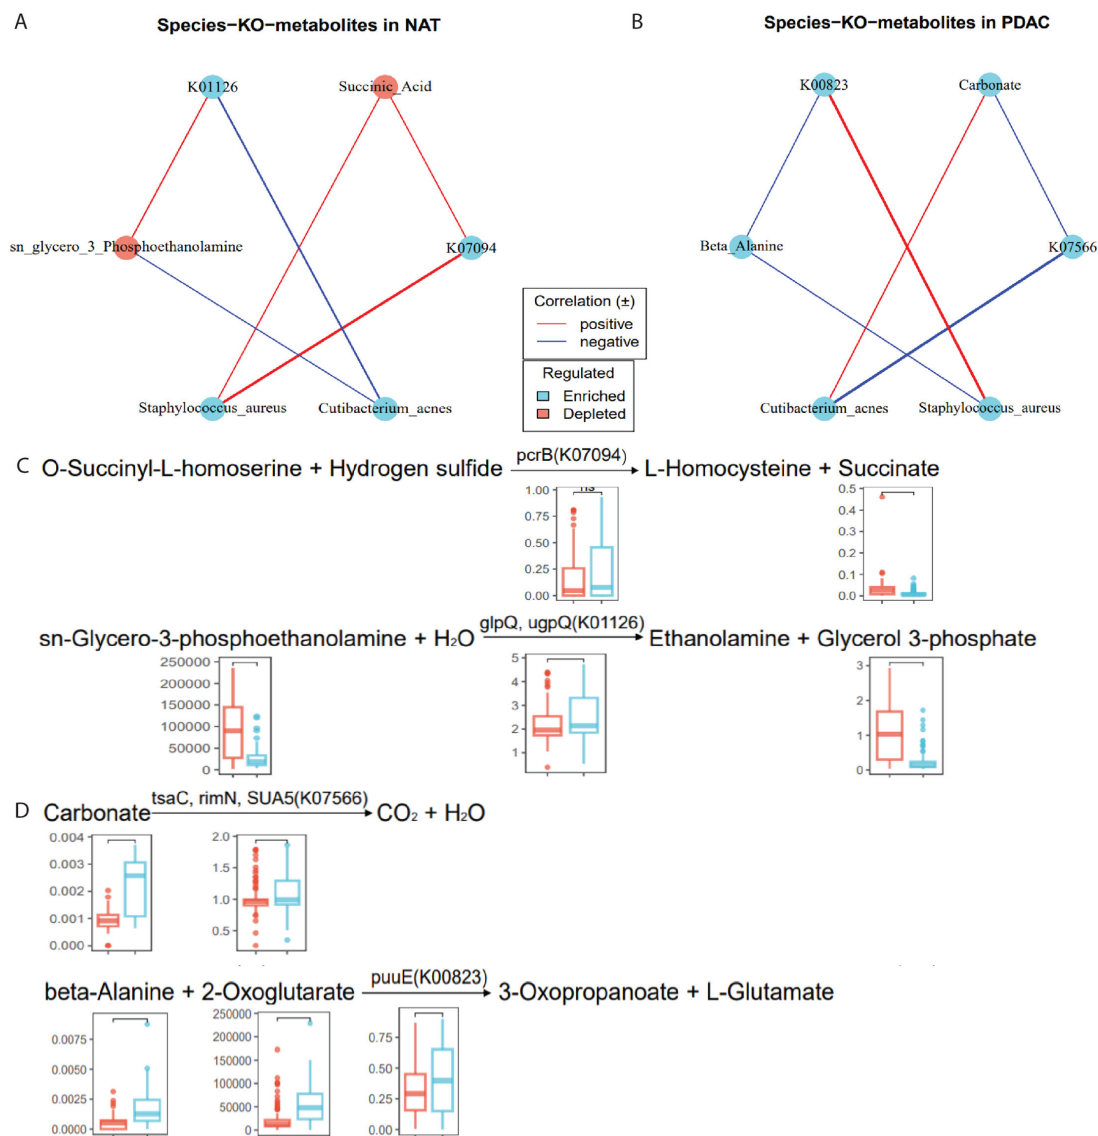 A
Species−KO−metabolites in NAT
K01126
Succinic_Acid
sn_glycero_3_Phosphoethanolamine
K07094
Staphylococcus_aureus
Cutibacterium_acnes
B
Species−KO−metabolites in PDAC
K00823
Carbonate
Beta_Alanine
K07566
Cutibacterium_acnes
Staphylococcus_aureus
Correlation (±)
positive
negative
Regulated
Enriched
Depleted
C
O-Succinyl-L-homoserine + Hydrogen sulfide
pcrB(K07094)
L-Homocysteine + Succinate
ns
1.00
0.75
0.50
0.25
0.00
0.5
0.4
0.3
0.2
0.1
0.0
sn-Glycero-3-phosphoethanolamine + H₂O
glpQ, ugpQ(K01126)
Ethanolamine + Glycerol 3-phosphate
250000
200000
150000
100000
50000
0
5
4
3
2
1
3
2
1
0
D
Carbonate
tsaC, rimN, SUA5(K07566)
CO₂ + H₂O
0.004
0.003
0.002
0.001
0.000
2.0
1.5
1.0
0.5
beta-Alanine + 2-Oxoglutarate
puuE(K00823)
3-Oxopropanoate + L-Glutamate
0.0075
0.0050
0.0025
0.0000
250000
200000
150000
100000
50000
0
0.75
0.50
0.25
0.00